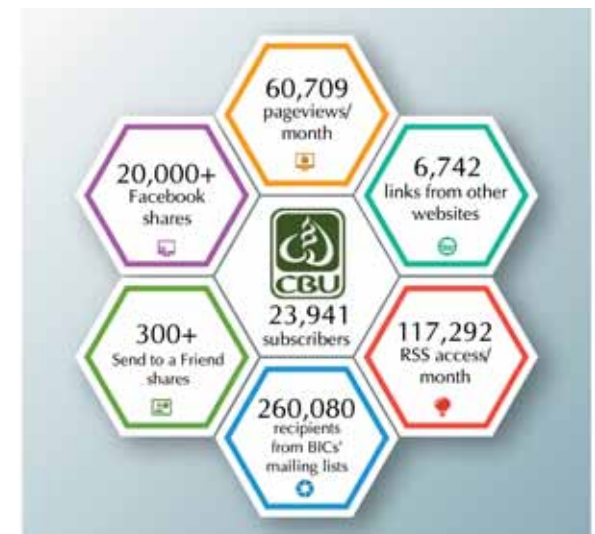 60,709
pageviews/
month
20,000+
Facebook
shares
6,742
links from other
websites
CBU
23,941
subscribers
300+
Send to a Friend
shares
117,292
RSS access/
month
260,080
recipients
from BICs'
mailing lists